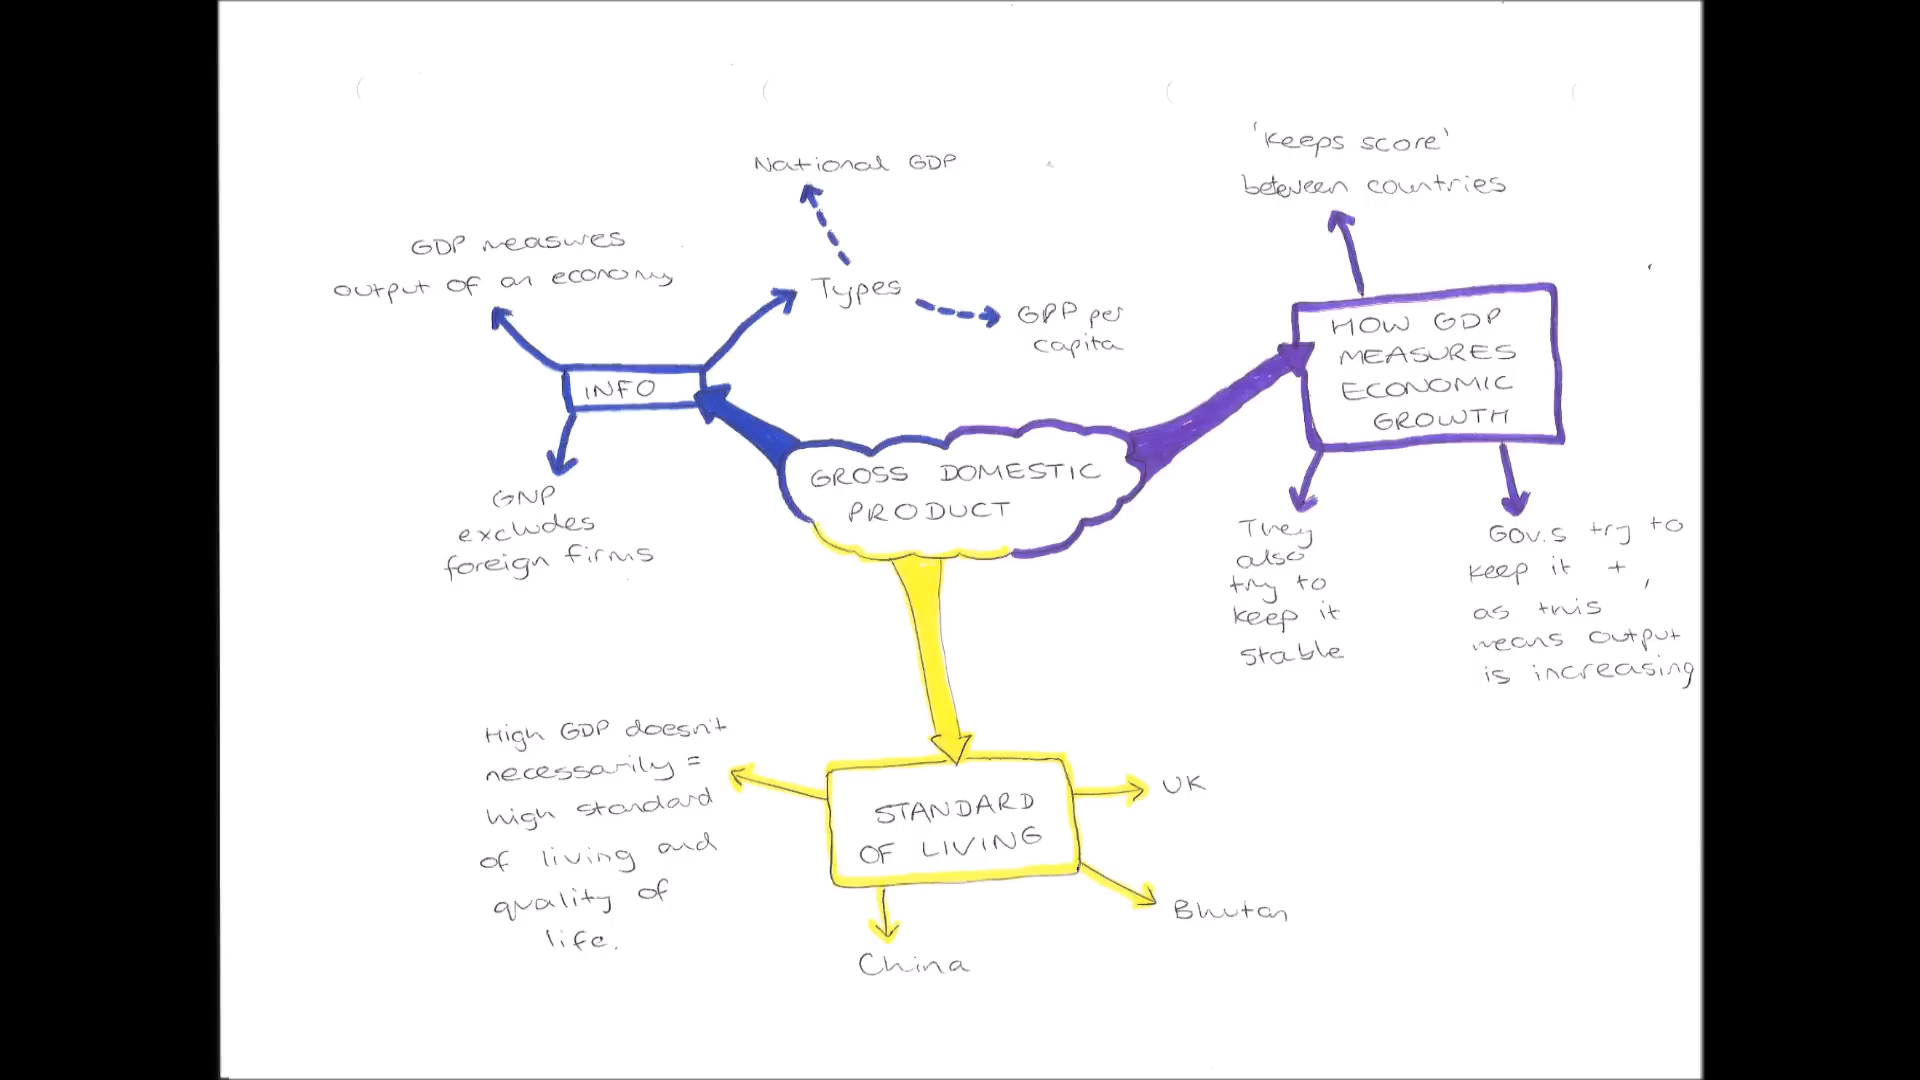 'Keeps score'
between countries
National GDP
GDP measures
output of an economy
Types
GPP per
capita
INFO
HOW GDP
MEASURES
ECONOMIC
GROWTH
GROSS DOMESTIC
PRODUCT
GNP
excludes
foreign firms
They
also
try to
keep it
stable
Gov.s try to
keep it +,
as this
means output
is increasing
High GDP doesn't
necessarily =
high standard
of living and
quality of
life.
STANDARD
OF LIVING
UK
Bhutan
China